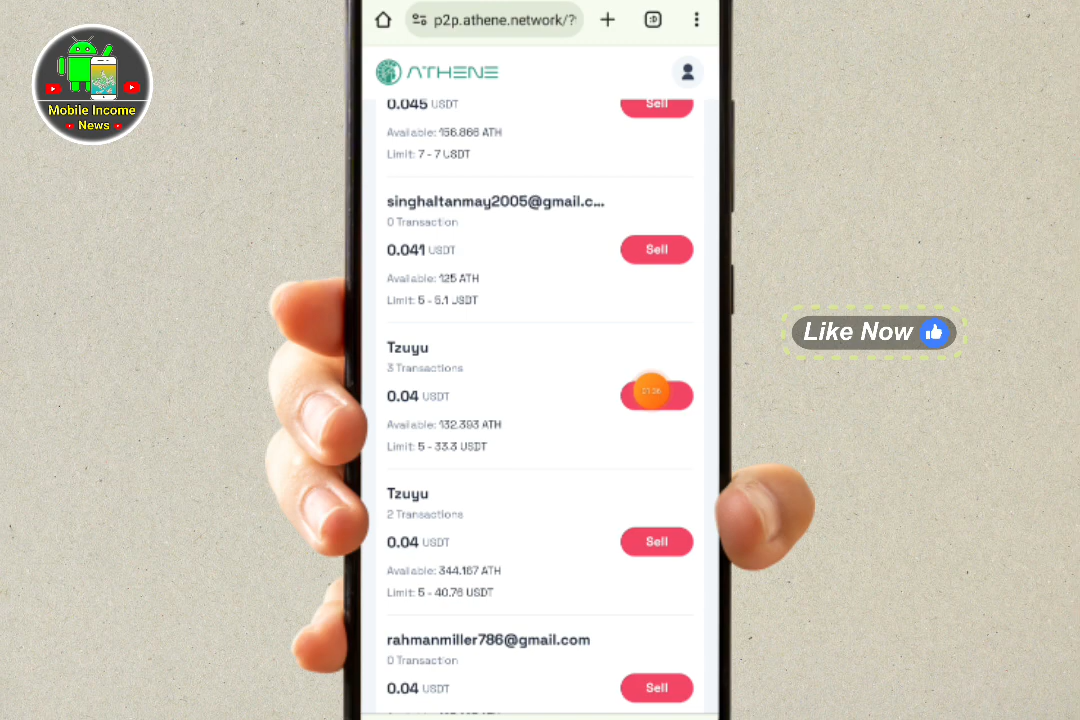 p2p.athene.network/?
:D
ATHENE
0.045 USDT
Sell
Available: 156.866 ATH
Limit: 7 - 7 USDT
singhaltanmay2005@gmail.c...
0 Transaction
0.041 USDT
Sell
Available: 125 ATH
Limit: 5 - 5.1 USDT
Tzuyu
3 Transactions
0.04 USDT
Available: 132.393 ATH
Limit: 5 - 33.3 USDT
Tzuyu
2 Transactions
0.04 USDT
Sell
Available: 344.167 ATH
Limit: 5 - 40.76 USDT
rahmanmiller786@gmail.com
0 Transaction
0.04 USDT
Sell
Mobile Income
News
Like Now